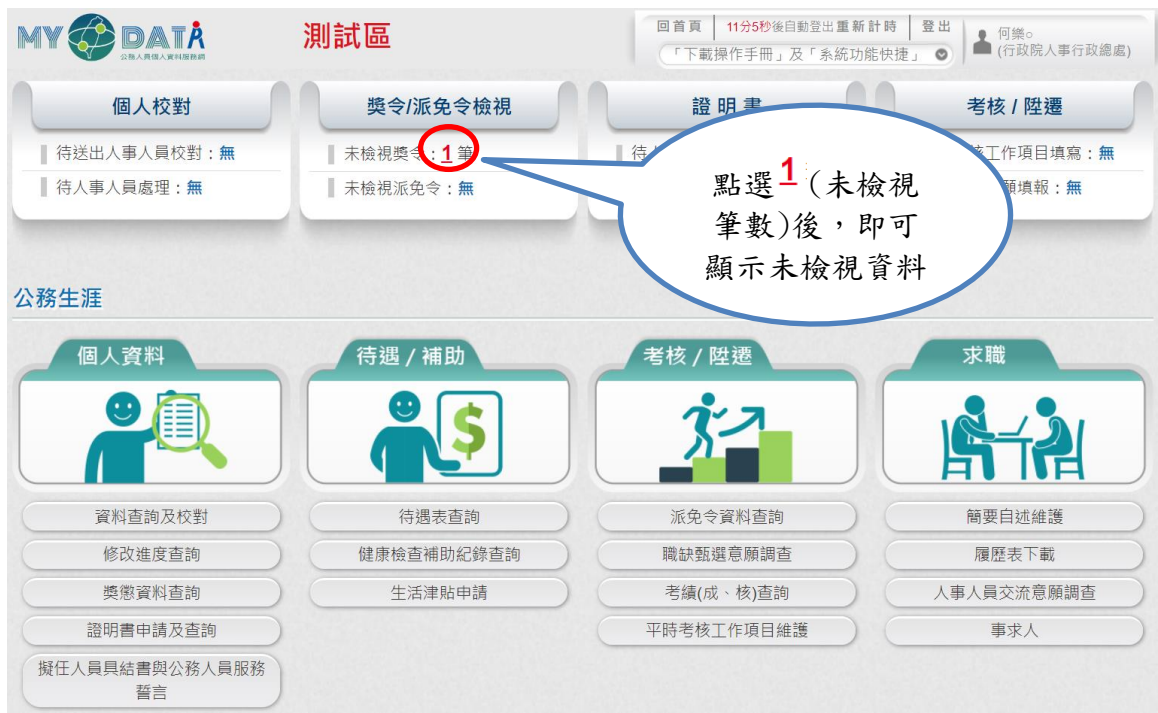 MY DATA
公務人員個人資料服務網
測試區
回首頁 | 11分5秒後自動登出重新計時 | 登出
「下載操作手冊」及「系統功能快捷」
何樂○
(行政院人事行政總處)
個人校對
待送出人事人員校對：無
待人事人員處理：無
獎令/派免令檢視
未檢視獎令：1筆
未檢視派免令：無
證明書
待
考核 / 陞遷
工作項目填寫：無
填報：無
點選1(未檢視
筆數)後，即可
顯示未檢視資料
公務生涯
個人資料
待遇 / 補助
考核 / 陞遷
求職
資料查詢及校對
待遇表查詢
派免令資料查詢
簡要自述維護
修改進度查詢
健康檢查補助紀錄查詢
職缺甄選意願調查
履歷表下載
獎懲資料查詢
生活津貼申請
考績(成、核)查詢
人事人員交流意願調查
證明書申請及查詢
平時考核工作項目維護
事求人
擬任人員具結書與公務人員服務
誓言